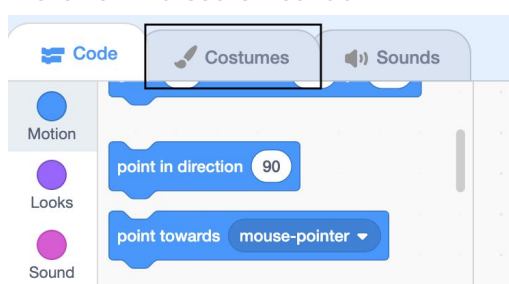 Code
Costumes
Sounds
Motion
point in direction 90
Looks
point towards mouse-pointer
Sound